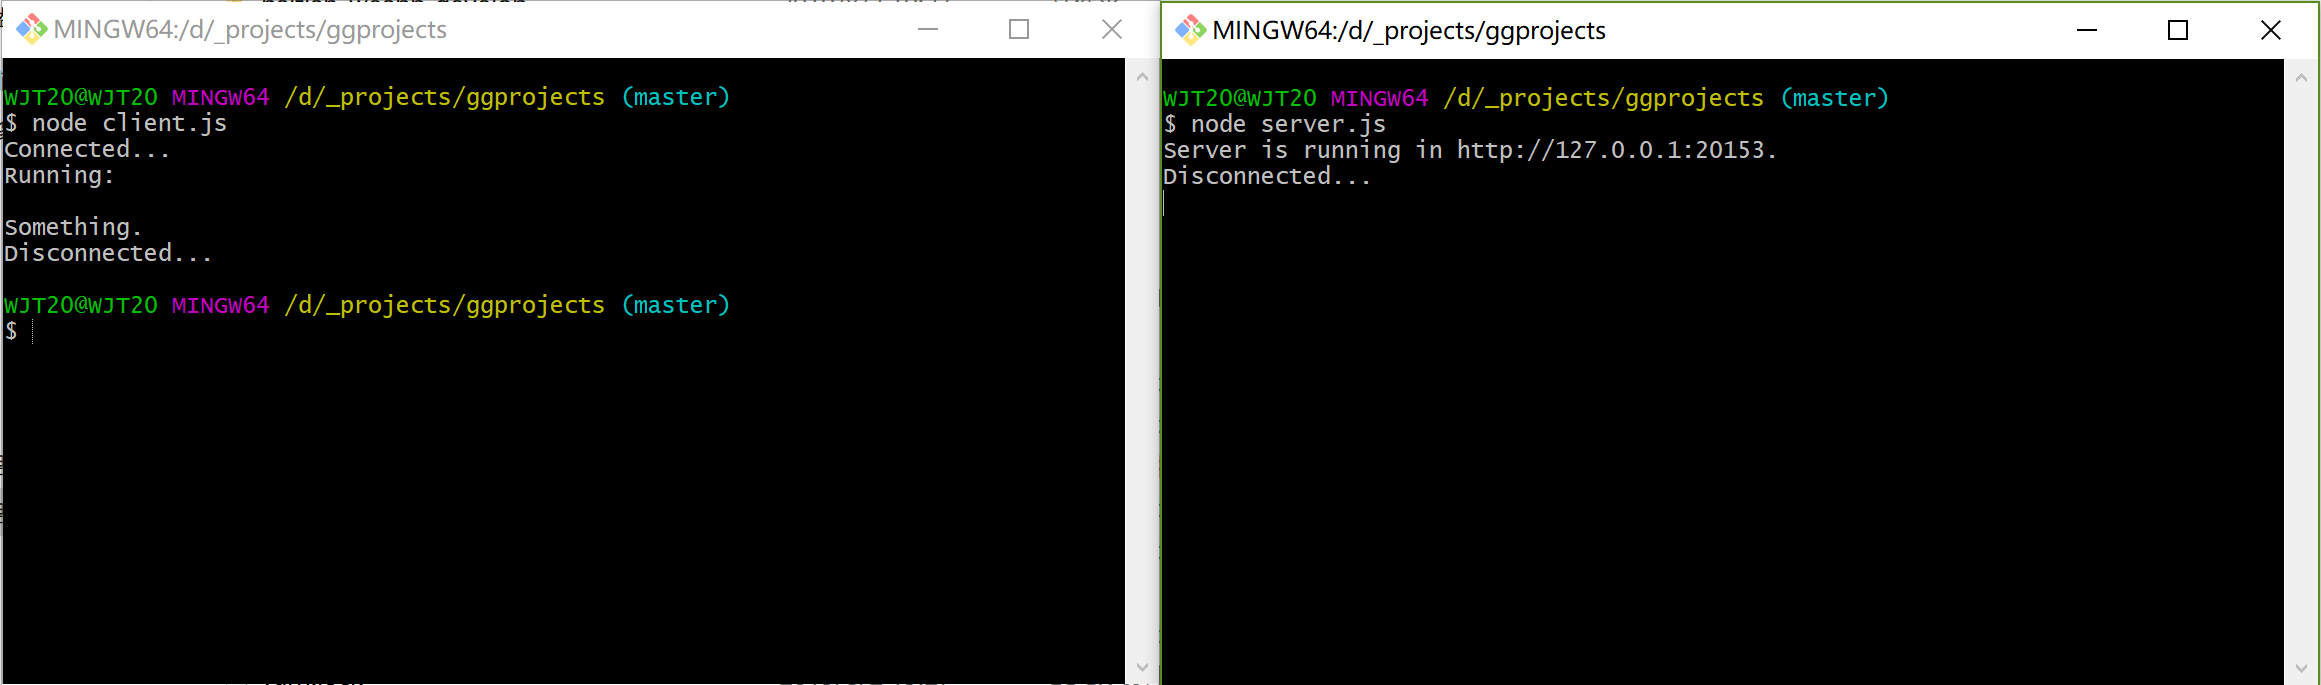 MINGW64:/d/_projects/ggprojects
WJT20@WJT20 MINGW64 /d/_projects/ggprojects (master)
$ node client.js
Connected...
Running:
Something.
Disconnected...
WJT20@WJT20 MINGW64 /d/_projects/ggprojects (master)
$
MINGW64:/d/_projects/ggprojects
WJT20@WJT20 MINGW64 /d/_projects/ggprojects (master)
$ node server.js
Server is running in http://127.0.0.1:20153.
Disconnected...